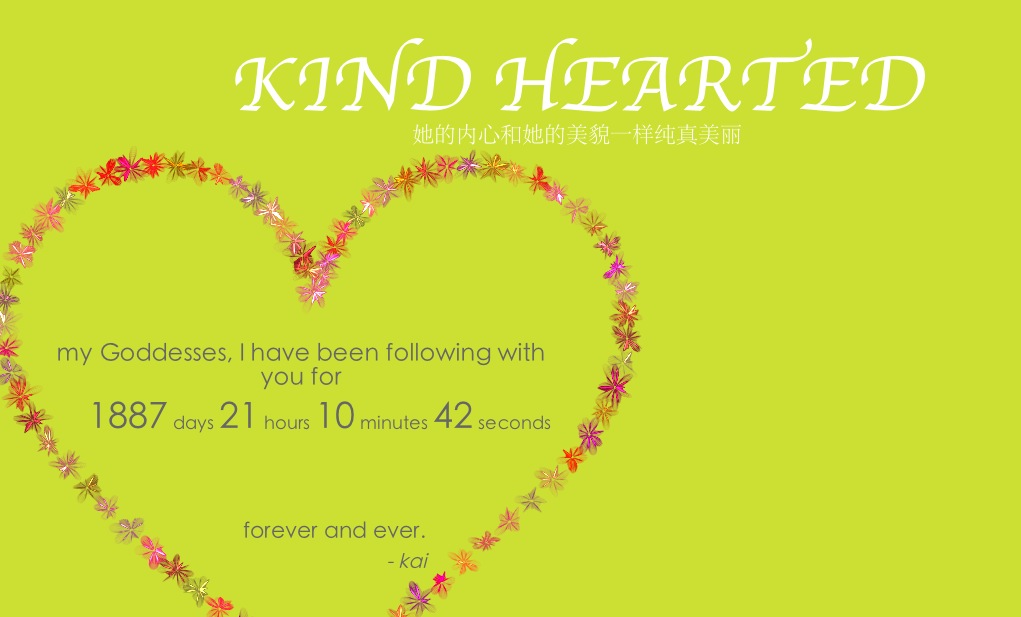 KIND HEARTED
她的内心和她的美貌一样纯真美丽
my Goddesses, I have been following with
you for
1887 days 21 hours 10 minutes 42 seconds
forever and ever.
- kai